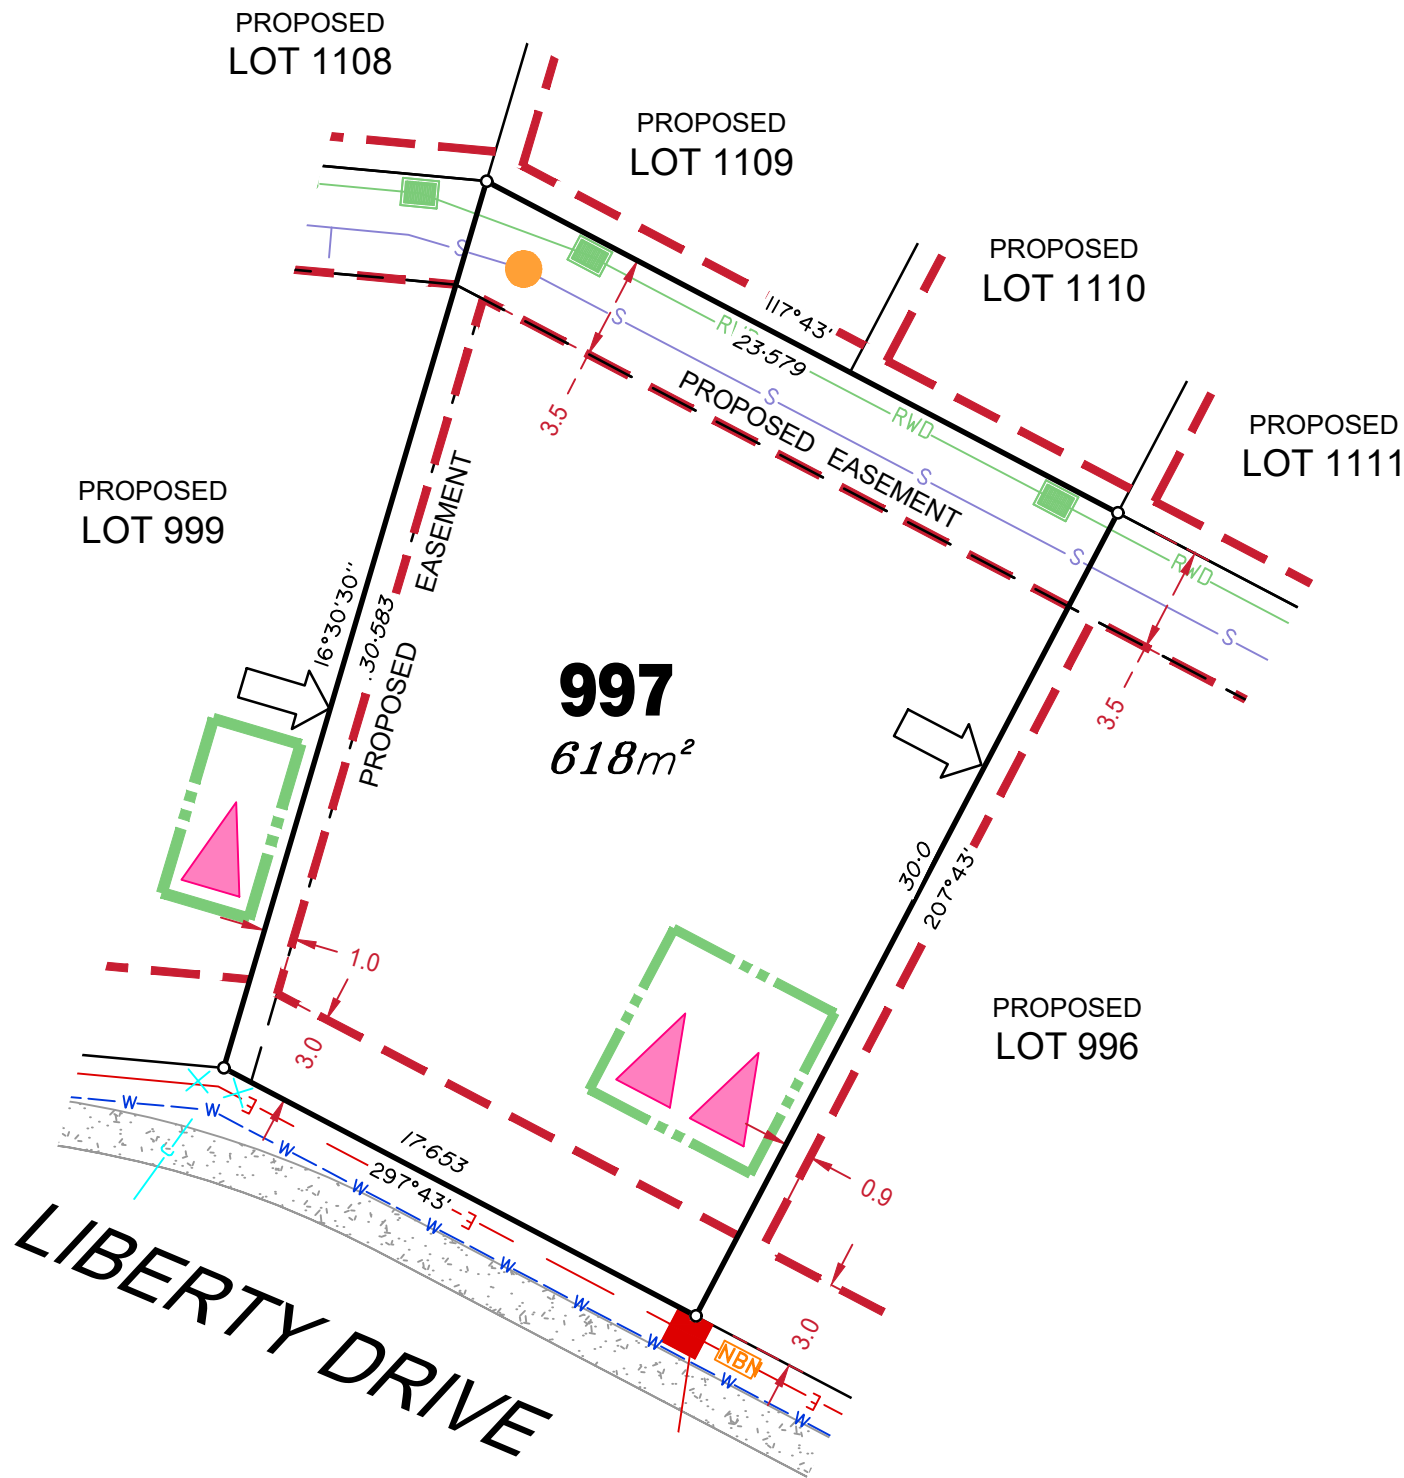 PROPOSED
LOT 1108
PROPOSED
LOT 1109
PROPOSED
LOT 1110
PROPOSED
LOT 1111
117°43'
23·579
RWD
RWD
S
S
S
S
S
S
PROPOSED EASEMENT
3.5
3.5
PROPOSED
LOT 999
16°30'30''
30·583
PROPOSED EASEMENT
997
618m²
30·0
207°43'
1.0
3.0
PROPOSED
LOT 996
0.9
3.0
17·653
297°43'
E
E
E
W
W
W
W
W
W
W
W
W
W
NBN
LIBERTY DRIVE